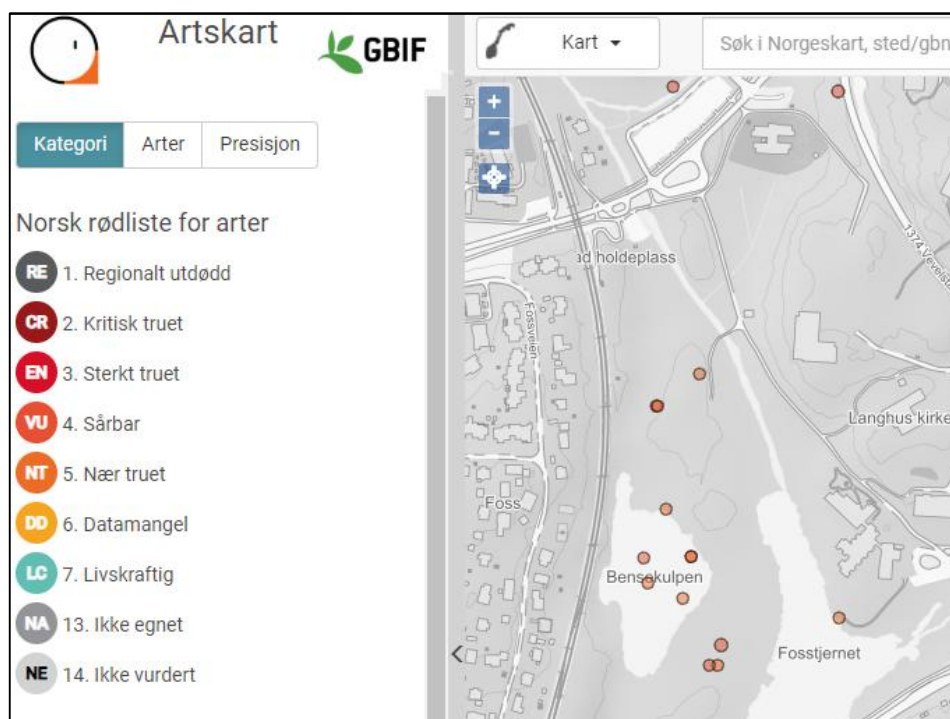 Artskart
GBIF
Kart
Søk i Norgeskart, sted/gbn
Kategori
Arter
Presisjon
+
-
Norsk rødliste for arter
RE 1. Regionalt utdødd
CR 2. Kritisk truet
EN 3. Sterkt truet
VU 4. Sårbar
NT 5. Nær truet
DD 6. Datamangel
LC 7. Livskraftig
NA 13. Ikke egnet
NE 14. Ikke vurdert
ad holdeplass
1374 Vevelsta
Fossveien
Langhus kirke
Foss
Bensekulpen
Fosstjernet